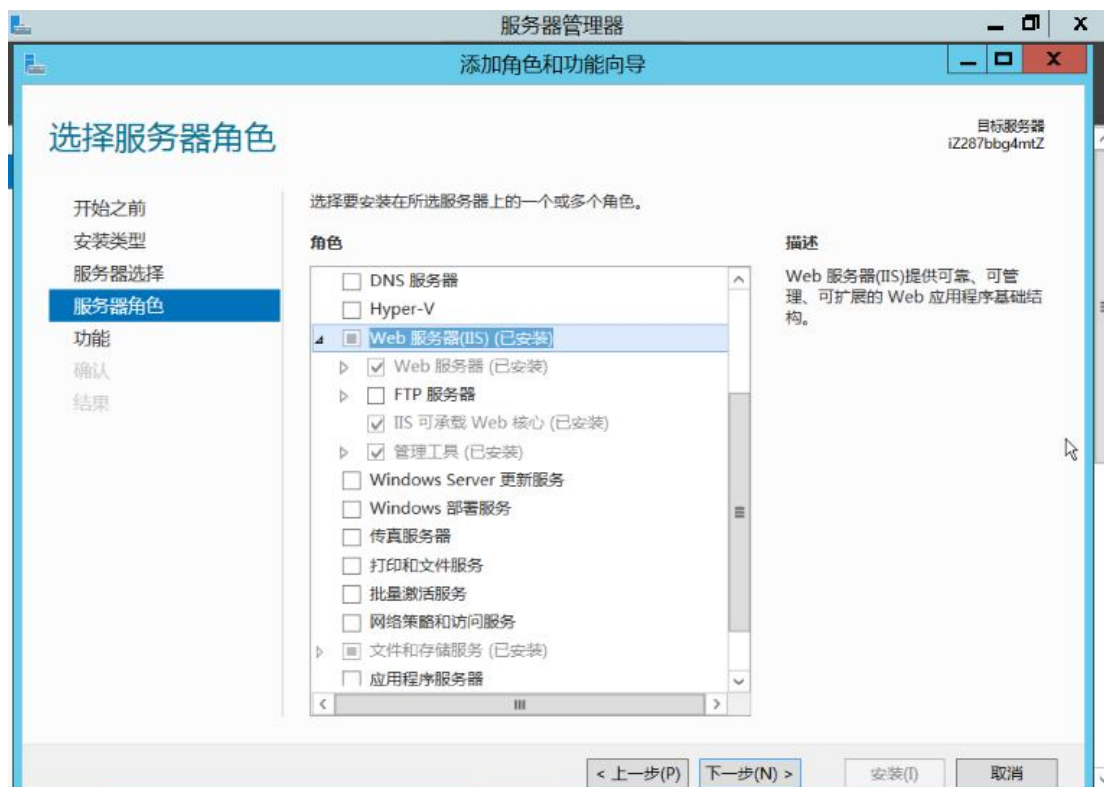 服务器管理器
添加角色和功能向导
选择服务器角色
目标服务器
iZ287bbg4mtZ
开始之前
安装类型
服务器选择
服务器角色
功能
确认
结果
选择要安装在所选服务器上的一个或多个角色。
角色
DNS 服务器
Hyper-V
Web 服务器(IIS) (已安装)
Web 服务器 (已安装)
FTP 服务器
IIS 可承载 Web 核心 (已安装)
管理工具 (已安装)
Windows Server 更新服务
Windows 部署服务
传真服务器
打印和文件服务
批量激活服务
网络策略和访问服务
文件和存储服务 (已安装)
应用程序服务器
描述
Web 服务器(IIS)提供可靠、可管
理、可扩展的 Web 应用程序基础结
构。
< 上一步(P)
下一步(N) >
安装(I)
取消